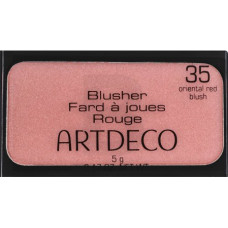 35
oriental red
blush
Blusher
Fard à joues
Rouge
ARTDECO
5 g